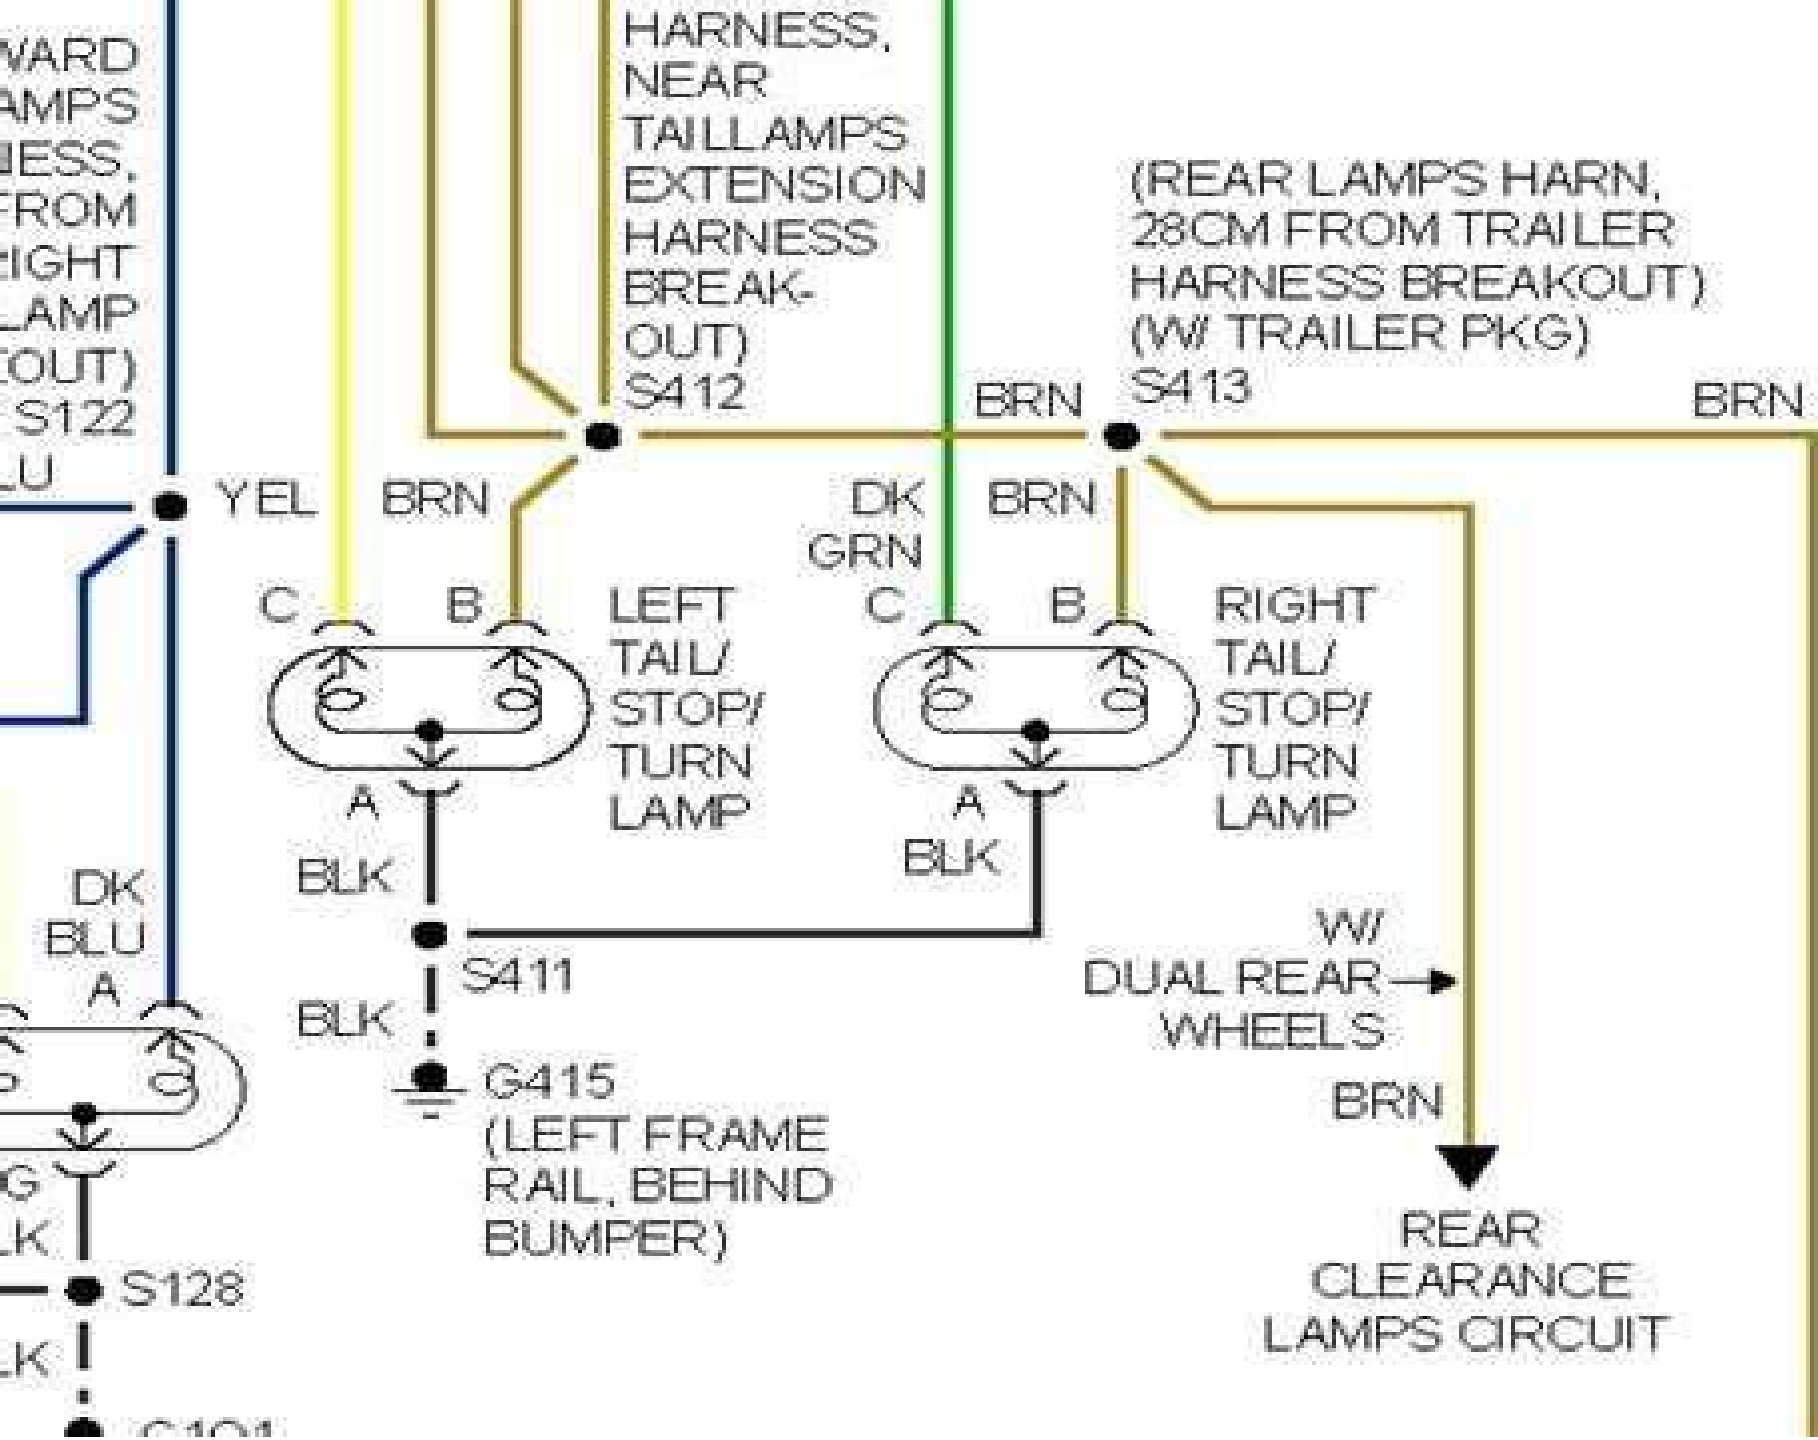 HARNESS,
NEAR
TAILLAMPS
EXTENSION
HARNESS
BREAK-
OUT)
S412
(REAR LAMPS HARN,
28CM FROM TRAILER
HARNESS BREAKOUT)
(W/ TRAILER PKG)
S413
BRN
BRN
S122
YEL
BRN
DK
GRN
BRN
C
B
LEFT
TAIL/
STOP/
TURN
LAMP
C
B
RIGHT
TAIL/
STOP/
TURN
LAMP
A
BLK
A
BLK
DK
BLU
A
S411
BLK
G415
(LEFT FRAME
RAIL, BEHIND
BUMPER)
W/
DUAL REAR
WHEELS
BRN
REAR
CLEARANCE
LAMPS CIRCUIT
S128